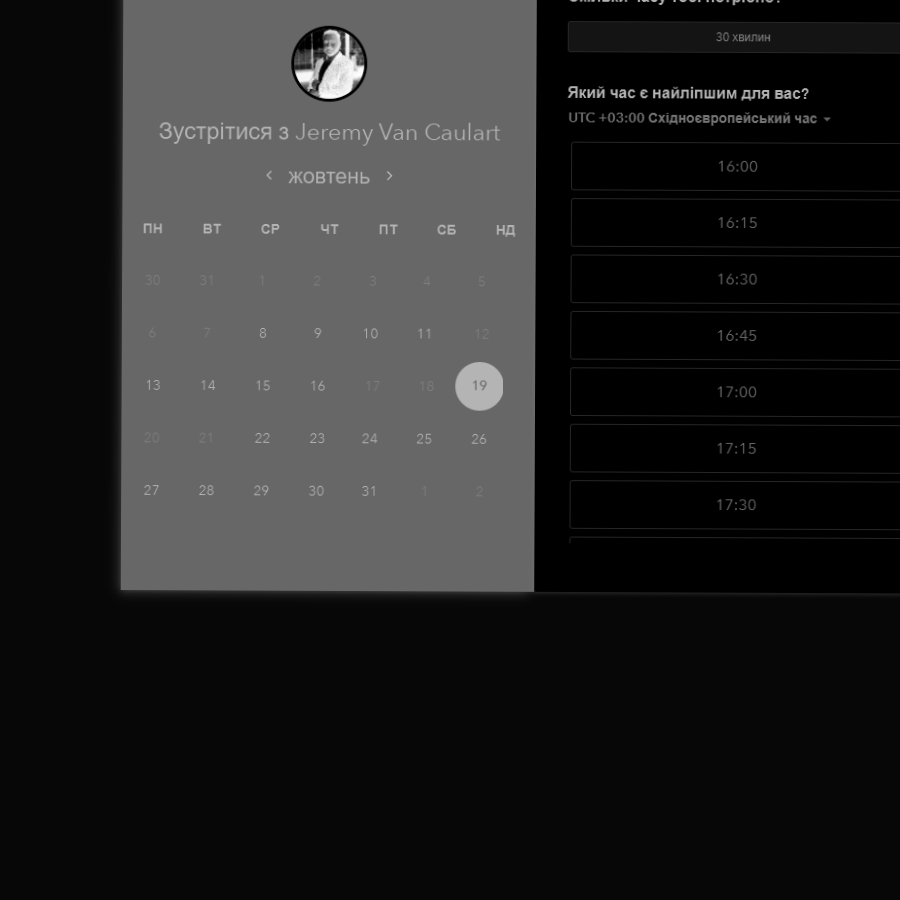 Зустрітися з Jeremy Van Caulart
‹ жовтень ›
ПН ВТ СР ЧТ ПТ СБ НД
30 31 1 2 3 4 5
6 7 8 9 10 11 12
13 14 15 16 17 18 19
20 21 22 23 24 25 26
27 28 29 30 31 1 2
30 хвилин
Який час є найліпшим для вас?
UTC +03:00 Східноєвропейський час
16:00
16:15
16:30
16:45
17:00
17:15
17:30